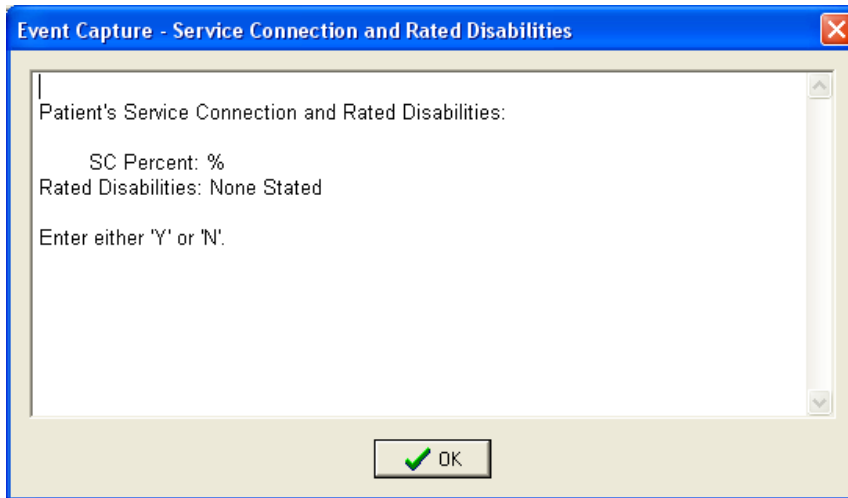 Event Capture - Service Connection and Rated Disabilities
Patient's Service Connection and Rated Disabilities:
SC Percent: %
Rated Disabilities: None Stated
Enter either 'Y' or 'N'.
OK